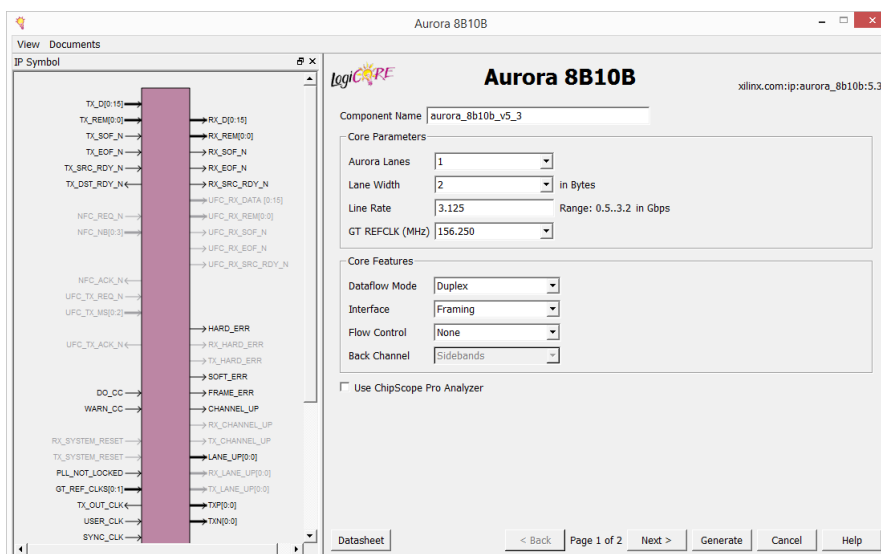 Aurora 8B10B
View Documents
IP Symbol
TX_D[0:15]
TX_REM[0:0]
TX_SOF_N
TX_EOF_N
TX_SRC_RDY_N
TX_DST_RDY_N
NFC_REQ_N
NFC_NB[0:3]
NFC_ACK_N
UFC_TX_REQ_N
UFC_TX_MS[0:2]
UFC_TX_ACK_N
DO_CC
WARN_CC
RX_SYSTEM_RESET
TX_SYSTEM_RESET
PLL_NOT_LOCKED
GT_REF_CLKS[0:1]
TX_OUT_CLK
USER_CLK
SYNC_CLK
RX_D[0:15]
RX_REM[0:0]
RX_SOF_N
RX_EOF_N
RX_SRC_RDY_N
UFC_RX_DATA [0:15]
UFC_RX_REM[0:0]
UFC_RX_SOF_N
UFC_RX_EOF_N
UFC_RX_SRC_RDY_N
HARD_ERR
RX_HARD_ERR
TX_HARD_ERR
SOFT_ERR
FRAME_ERR
CHANNEL_UP
RX_CHANNEL_UP
TX_CHANNEL_UP
LANE_UP[0:0]
RX_LANE_UP[0:0]
TX_LANE_UP[0:0]
TXP[0:0]
TXN[0:0]
logiCORE
Aurora 8B10B
xilinx.com:ip:aurora_8b10b:5.3
Component Name aurora_8b10b_v5_3
Core Parameters
Aurora Lanes 1
Lane Width 2 in Bytes
Line Rate 3.125 Range: 0.5..3.2 in Gbps
GT REFCLK (MHz) 156.250
Core Features
Dataflow Mode Duplex
Interface Framing
Flow Control None
Back Channel Sidebands
Use ChipScope Pro Analyzer
Datasheet < Back Page 1 of 2 Next > Generate Cancel Help